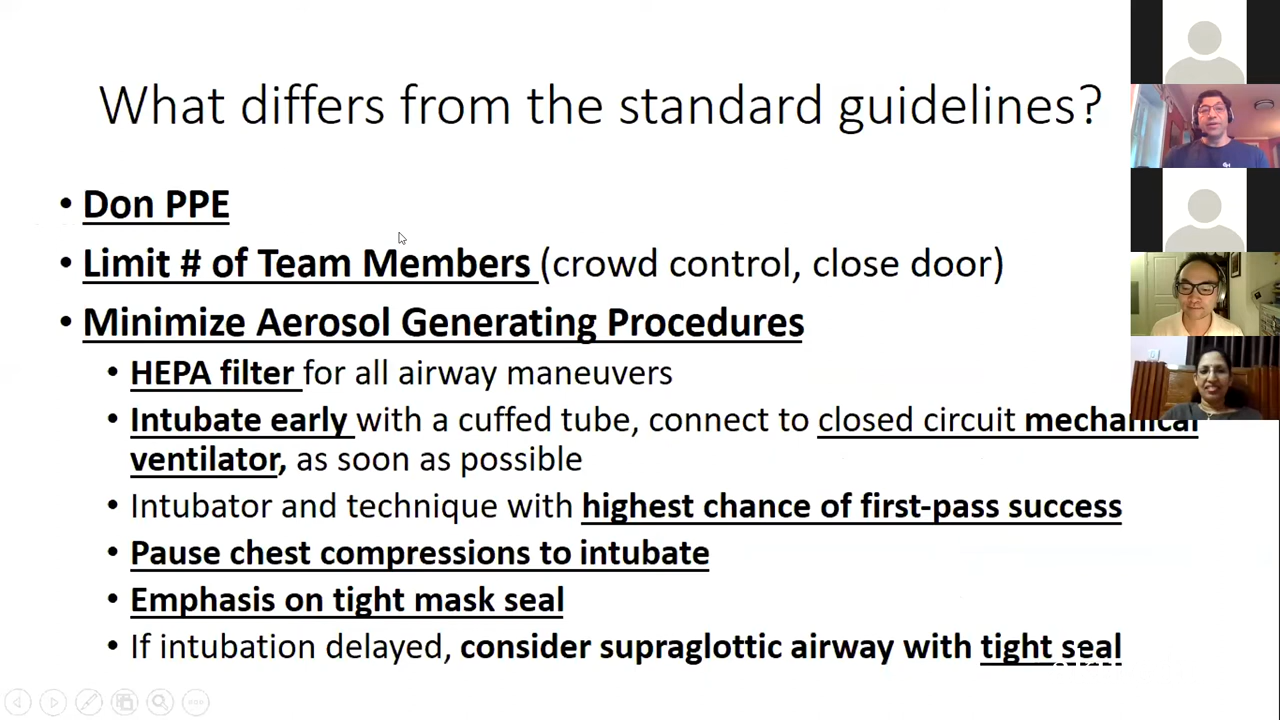 What differs from the standard guidelines?
• Don PPE
• Limit # of Team Members (crowd control, close door)
• Minimize Aerosol Generating Procedures
• HEPA filter for all airway maneuvers
• Intubate early with a cuffed tube, connect to closed circuit mechanical
ventilator, as soon as possible
• Intubator and technique with highest chance of first-pass success
• Pause chest compressions to intubate
• Emphasis on tight mask seal
• If intubation delayed, consider supraglottic airway with tight seal